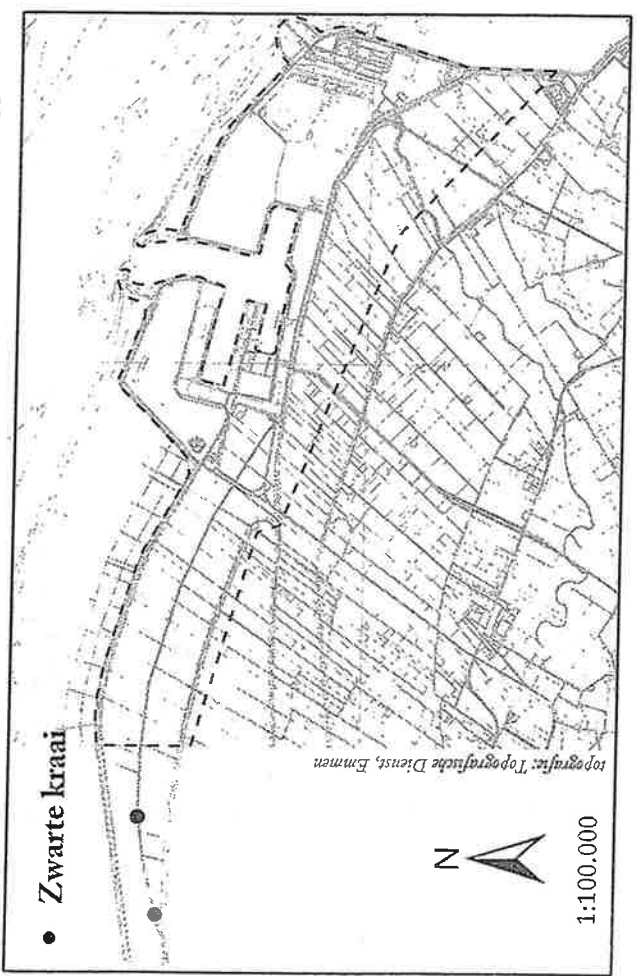 • Zwarte kraai
topografie: Topografische Dienst, Emmen
N
1:100.000